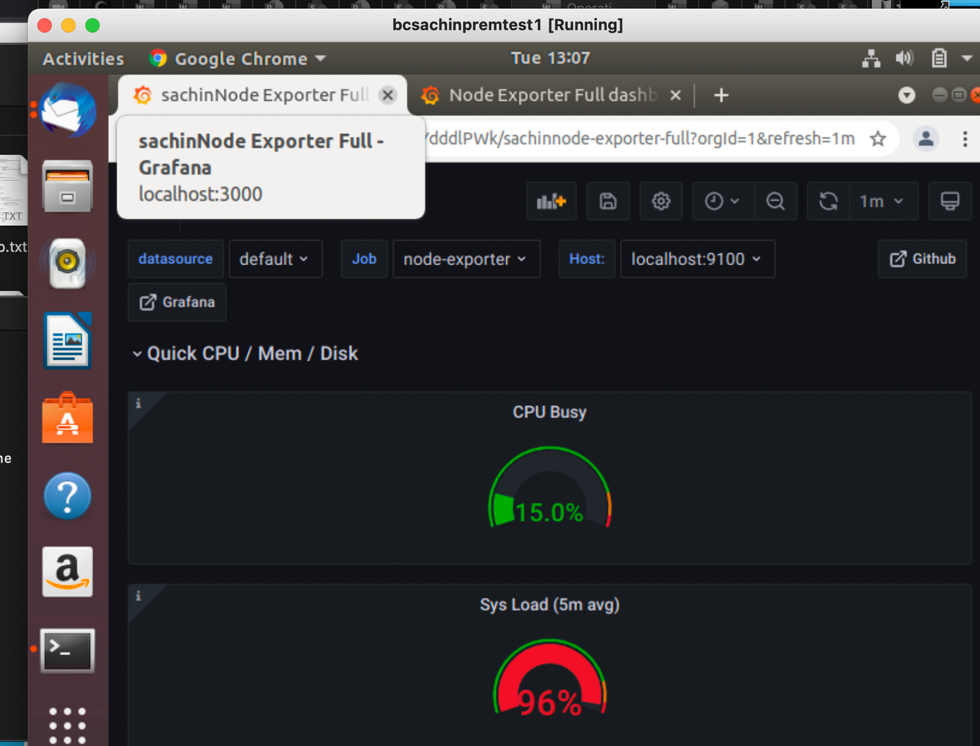 bcsachinpremtest1 [Running]
Activities Google Chrome Tue 13:07
sachinNode Exporter Full Node Exporter Full dashb
sachinNode Exporter Full -
Grafana
localhost:3000
/dddlPWk/sachinnode-exporter-full?orgId=1&refresh=1m
1m
datasource default Job node-exporter Host: localhost:9100 Github
Grafana
Quick CPU / Mem / Disk
CPU Busy
15.0%
Sys Load (5m avg)
96%
.TXT
.txt